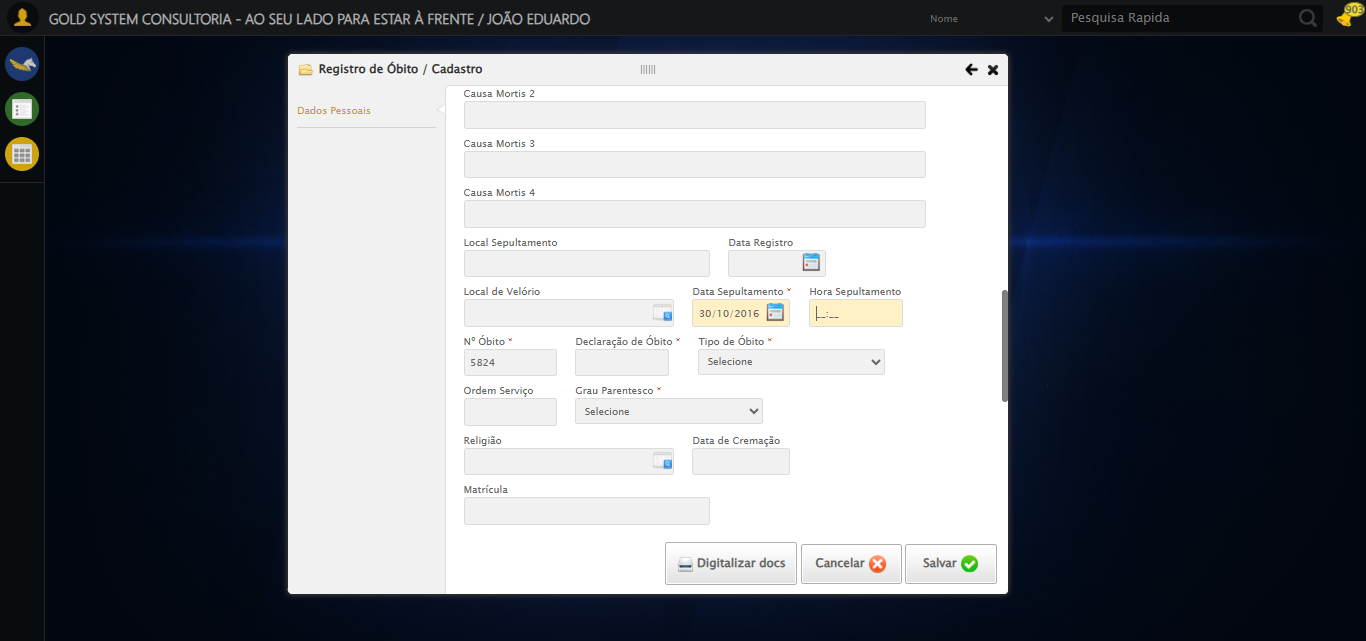 GOLD SYSTEM CONSULTORIA - AO SEU LADO PARA ESTAR À FRENTE / JOÃO EDUARDO
Nome
Pesquisa Rapida
903
Registro de Óbito / Cadastro
Dados Pessoais
Causa Mortis 2
Causa Mortis 3
Causa Mortis 4
Local Sepultamento Data Registro
Local de Velório Data Sepultamento * Hora Sepultamento
30/10/2016 __:__
Nº Óbito * Declaração de Óbito * Tipo de Óbito *
5824 Selecione
Ordem Serviço Grau Parentesco *
Selecione
Religião Data de Cremação
Matrícula
Digitalizar docs Cancelar Salvar